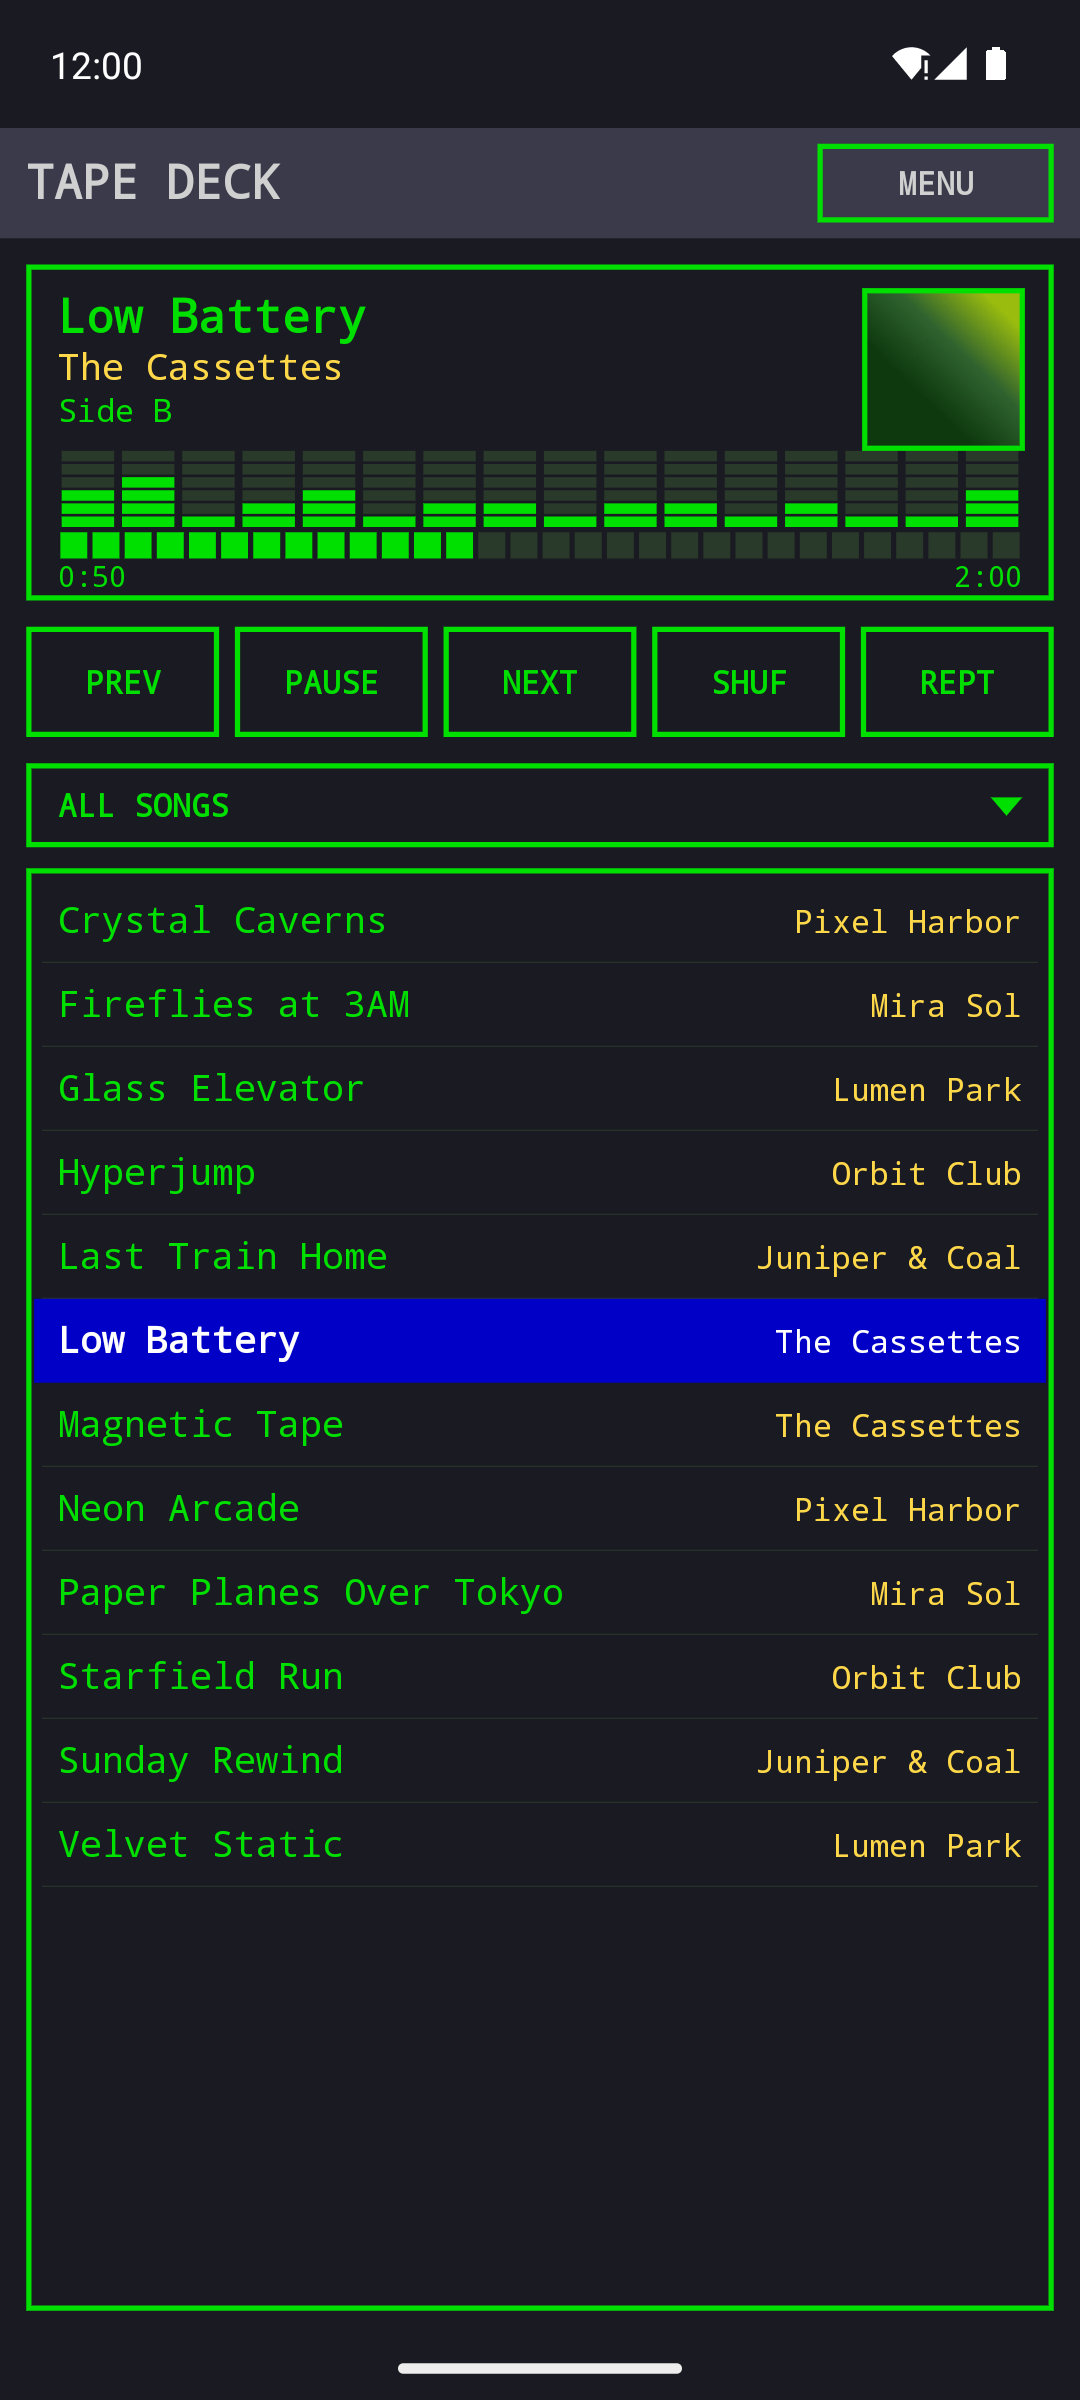 12:00
TAPE DECK
MENU
Low Battery
The Cassettes
Side B
0:50 2:00
PREV PAUSE NEXT SHUF REPT
ALL SONGS
Crystal Caverns Pixel Harbor
Fireflies at 3AM Mira Sol
Glass Elevator Lumen Park
Hyperjump Orbit Club
Last Train Home Juniper & Coal
Low Battery The Cassettes
Magnetic Tape The Cassettes
Neon Arcade Pixel Harbor
Paper Planes Over Tokyo Mira Sol
Starfield Run Orbit Club
Sunday Rewind Juniper & Coal
Velvet Static Lumen Park